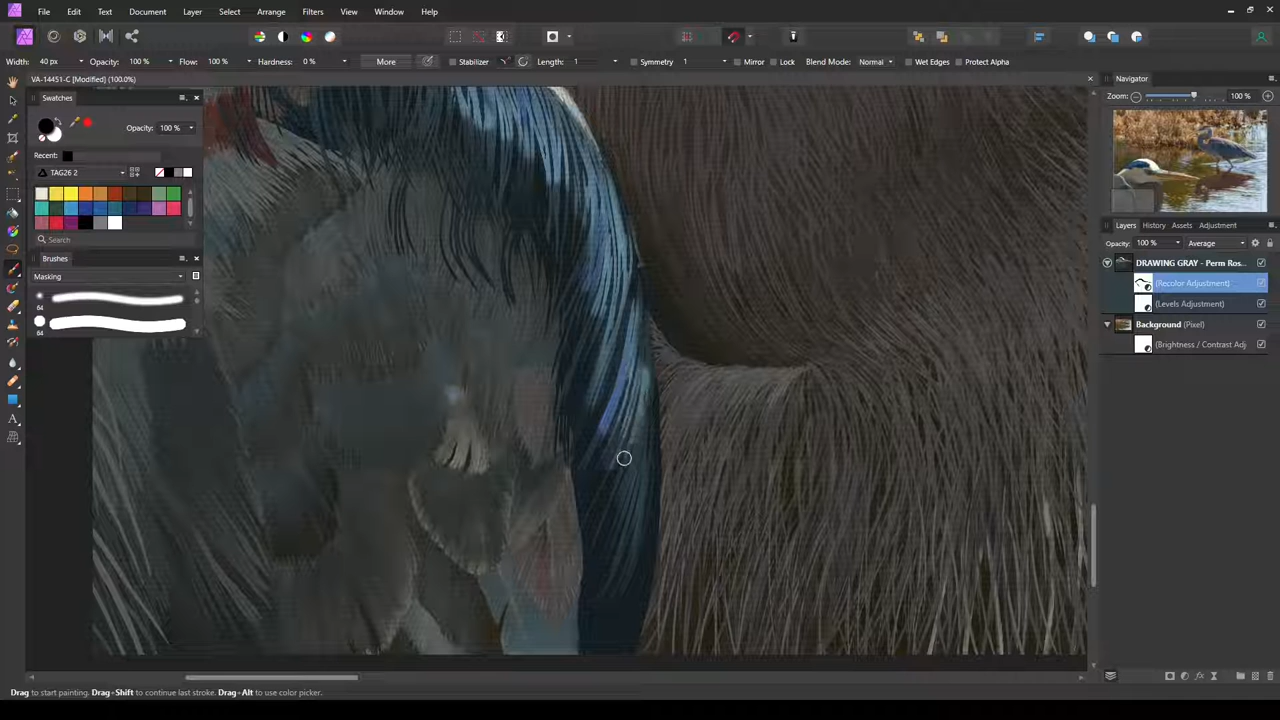 File Edit Text Document Layer Select Arrange Filters View Window Help
Width: 40 px Opacity: 100 % Flow: 100 % Hardness: 0 % More Stabilizer Length: 1 Symmetry 1 Mirror Lock Blend Mode: Normal Wet Edges Protect Alpha
VA-14451-C [Modified] (100.0%)
Swatches
Opacity: 100 %
Recent:
TAG26 2
Search
Brushes
Masking
64
64
Navigator
Zoom: 100 %
Layers History Assets Adjustment
Opacity: 100 % Average
DRAWING GRAY - Perm Ros...
(Recolor Adjustment)
(Levels Adjustment)
Background (Pixel)
(Brightness / Contrast Adj
Drag to start painting. Drag+Shift to continue last stroke. Drag+Alt to use color picker.